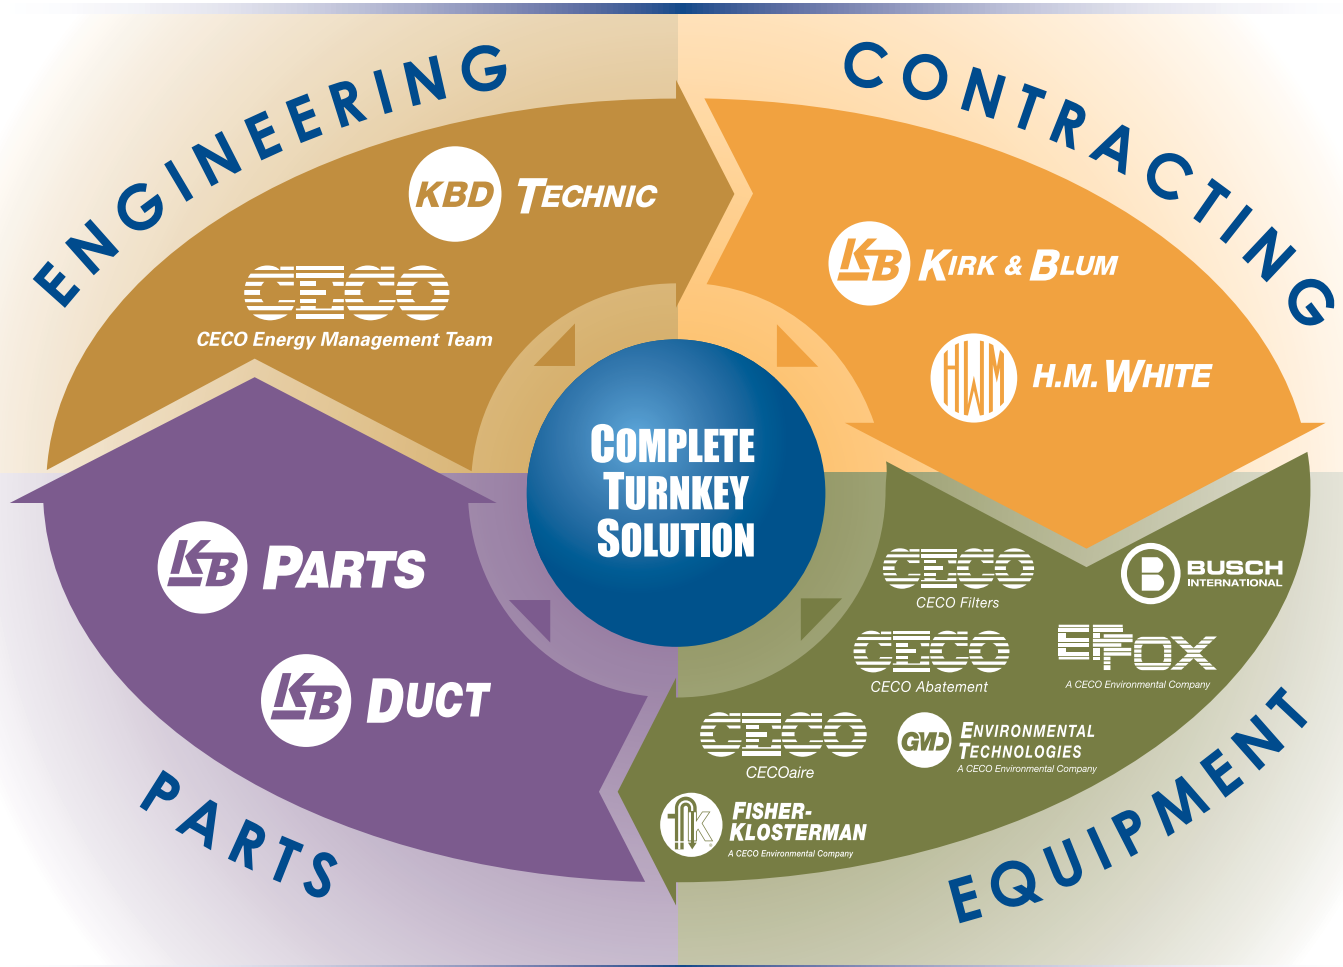 ENGINEERING
KBD TECHNIC
CECO
CECO Energy Management Team
CONTRACTING
KB KIRK & BLUM
HWM H.M. WHITE
COMPLETE
TURNKEY
SOLUTION
KB PARTS
KB DUCT
PARTS
CECO
CECO Filters
B BUSCH
INTERNATIONAL
CECO
CECO Abatement
EFFOX
A CECO Environmental Company
CECO
CECOaire
GMD ENVIRONMENTAL
TECHNOLOGIES
A CECO Environmental Company
fK FISHER-
KLOSTERMAN
A CECO Environmental Company
EQUIPMENT